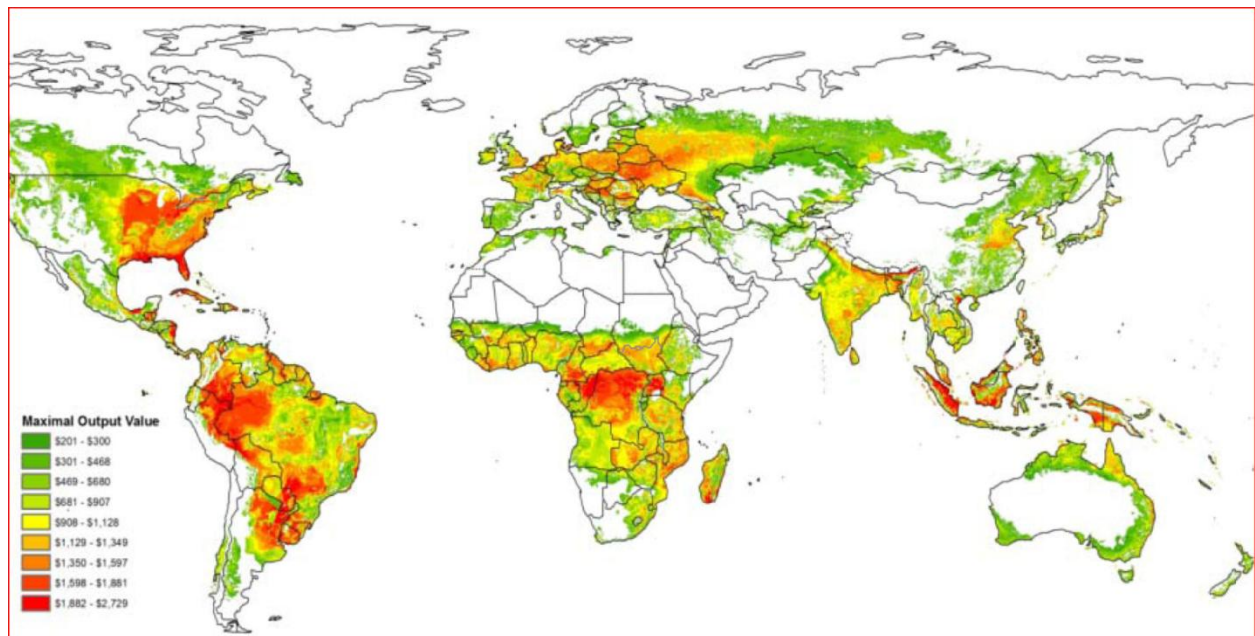 Maximal Output Value
$201 - $300
$301 - $468
$469 - $680
$681 - $907
$908 - $1,128
$1,129 - $1,349
$1,350 - $1,597
$1,598 - $1,881
$1,882 - $2,729